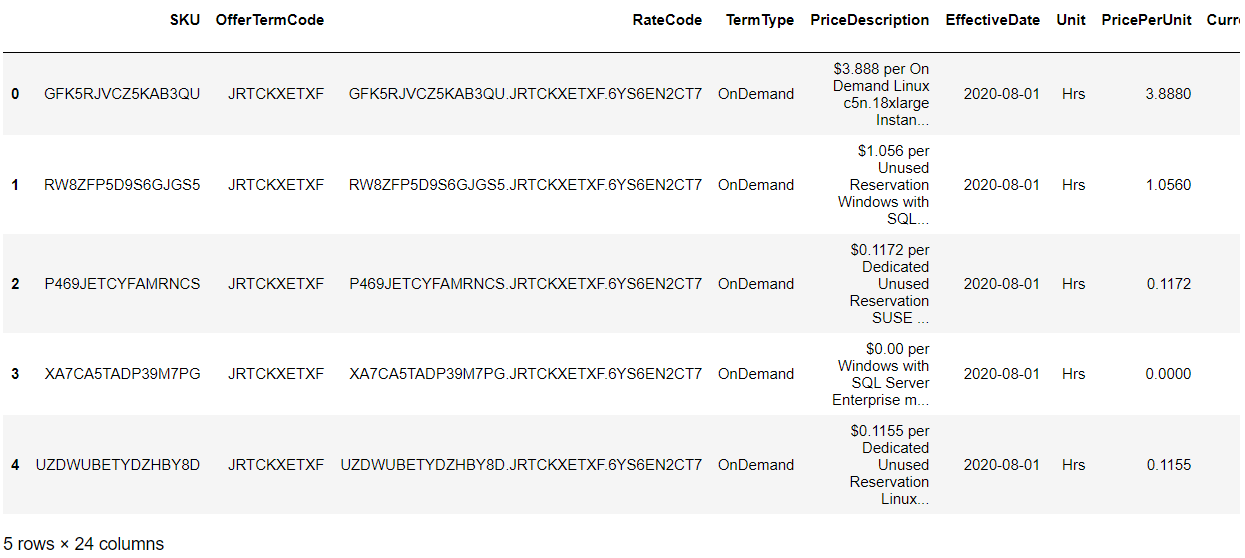 SKU OfferTermCode RateCode TermType PriceDescription EffectiveDate Unit PricePerUnit Curre
0 GFK5RJVCZ5KAB3QU JRTCKXETXF GFK5RJVCZ5KAB3QU.JRTCKXETXF.6YS6EN2CT7 OnDemand $3.888 per On Demand Linux c5n.18xlarge Instan... 2020-08-01 Hrs 3.8880
1 RW8ZFP5D9S6GJGS5 JRTCKXETXF RW8ZFP5D9S6GJGS5.JRTCKXETXF.6YS6EN2CT7 OnDemand $1.056 per Unused Reservation Windows with SQL... 2020-08-01 Hrs 1.0560
2 P469JETCYFAMRNCS JRTCKXETXF P469JETCYFAMRNCS.JRTCKXETXF.6YS6EN2CT7 OnDemand $0.1172 per Dedicated Unused Reservation SUSE ... 2020-08-01 Hrs 0.1172
3 XA7CA5TADP39M7PG JRTCKXETXF XA7CA5TADP39M7PG.JRTCKXETXF.6YS6EN2CT7 OnDemand $0.00 per Windows with SQL Server Enterprise m... 2020-08-01 Hrs 0.0000
4 UZDWUBETYDZHBY8D JRTCKXETXF UZDWUBETYDZHBY8D.JRTCKXETXF.6YS6EN2CT7 OnDemand $0.1155 per Dedicated Unused Reservation Linux... 2020-08-01 Hrs 0.1155
5 rows × 24 columns